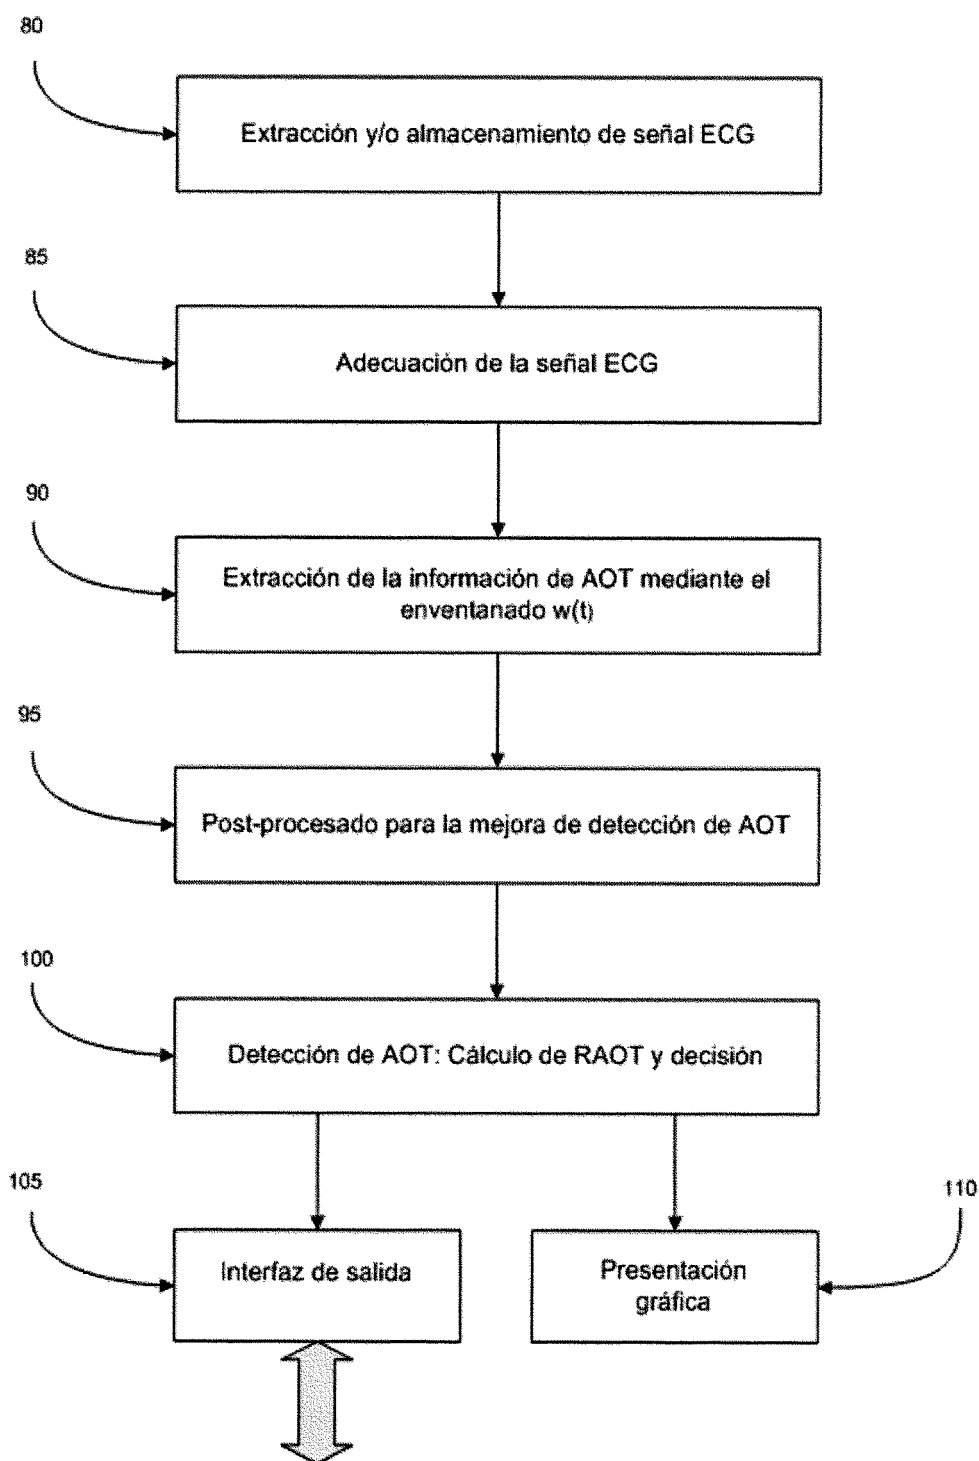 80
Extracción y/o almacenamiento de señal ECG
85
Adecuación de la señal ECG
90
Extracción de la información de AOT mediante el
enventanado w(t)
95
Post-procesado para la mejora de detección de AOT
100
Detección de AOT: Cálculo de RAOT y decisión
105
Interfaz de salida
110
Presentación
gráfica